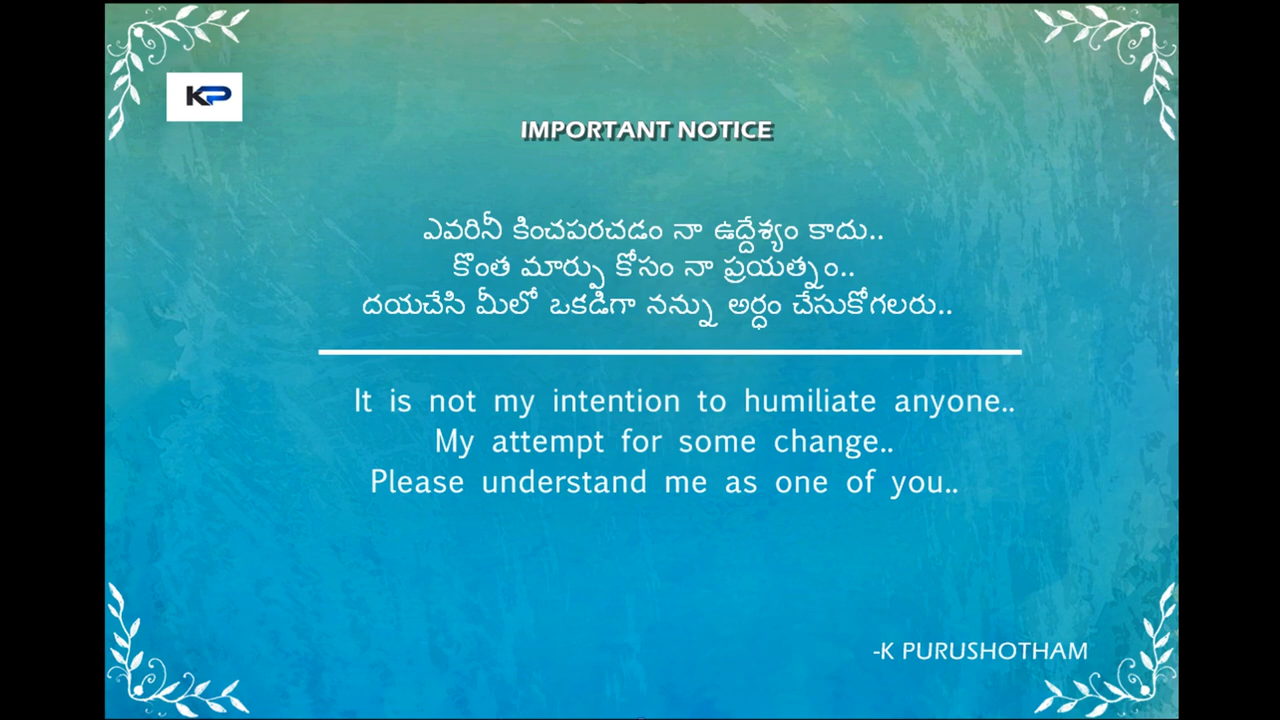 KP
IMPORTANT NOTICE
ఎవరినీ కించపరచడం నా ఉద్దేశ్యం కాదు..
కొంత మార్పు కోసం నా ప్రయత్నం..
దయచేసి మీలో ఒకడిగా నన్ను అర్ధం చేసుకోగలరు..
It is not my intention to humiliate anyone..
My attempt for some change..
Please understand me as one of you..
-K PURUSHOTHAM